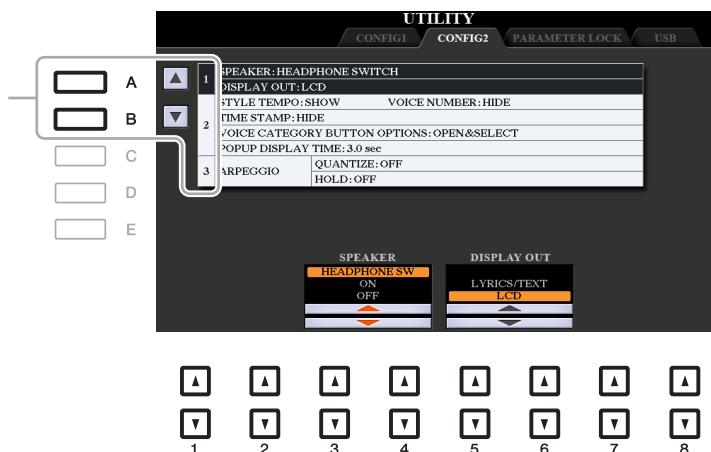 UTILITY
CONFIG1 CONFIG2 PARAMETER LOCK USB
A
B
C
D
E
1
SPEAKER: HEADPHONE SWITCH
DISPLAY OUT: LCD
2
STYLE TEMPO: SHOW VOICE NUMBER: HIDE
TIME STAMP: HIDE
VOICE CATEGORY BUTTON OPTIONS: OPEN&SELECT
POPUP DISPLAY TIME: 3.0 sec
3 ARPEGGIO
QUANTIZE: OFF
HOLD: OFF
SPEAKER
HEADPHONE SW
ON
OFF
DISPLAY OUT
LYRICS/TEXT
LCD
1 2 3 4 5 6 7 8